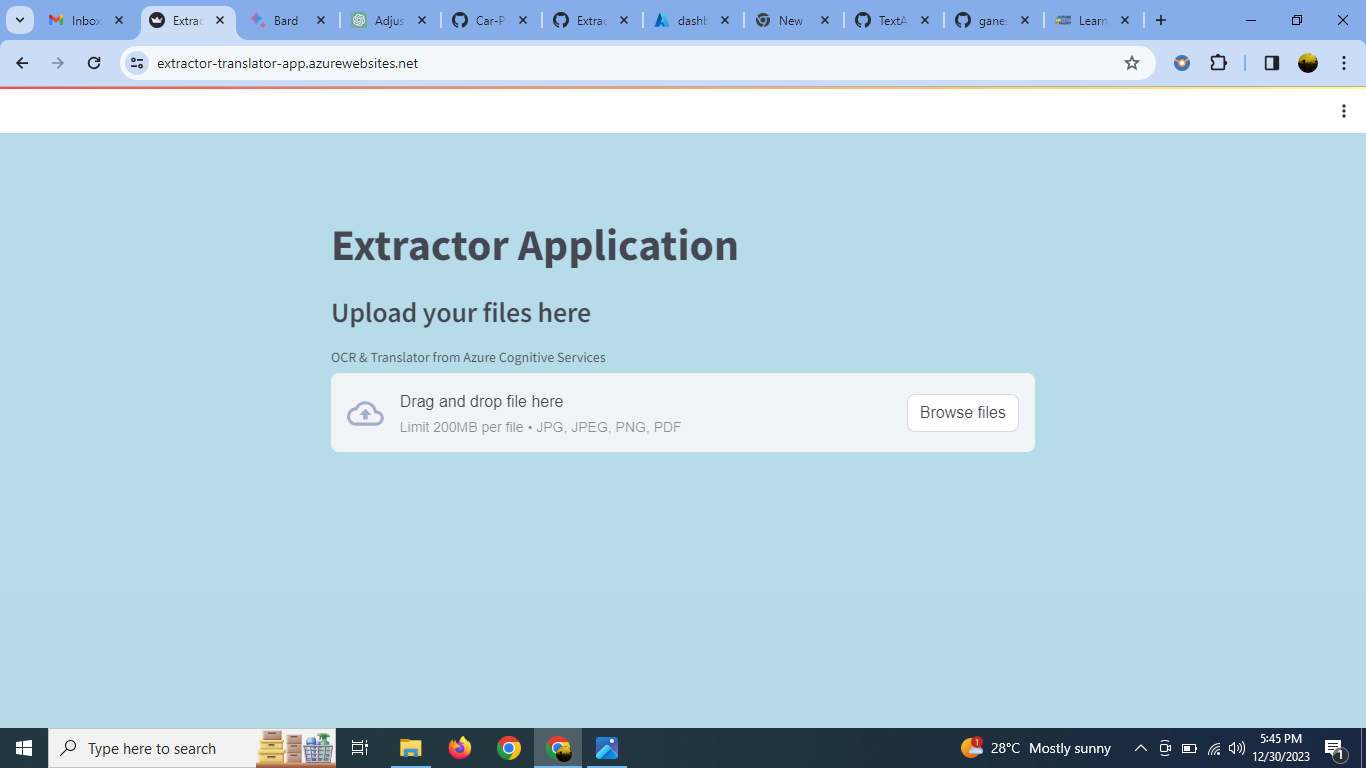 Inbox
Extrac
Bard
Adjus
Car-P
Extrac
dashb
New
TextA
gane
Learn
extractor-translator-app.azurewebsites.net
Extractor Application
Upload your files here
OCR & Translator from Azure Cognitive Services
Drag and drop file here
Limit 200MB per file • JPG, JPEG, PNG, PDF
Browse files
Type here to search
1
28°C Mostly sunny
5:45 PM
12/30/2023
1